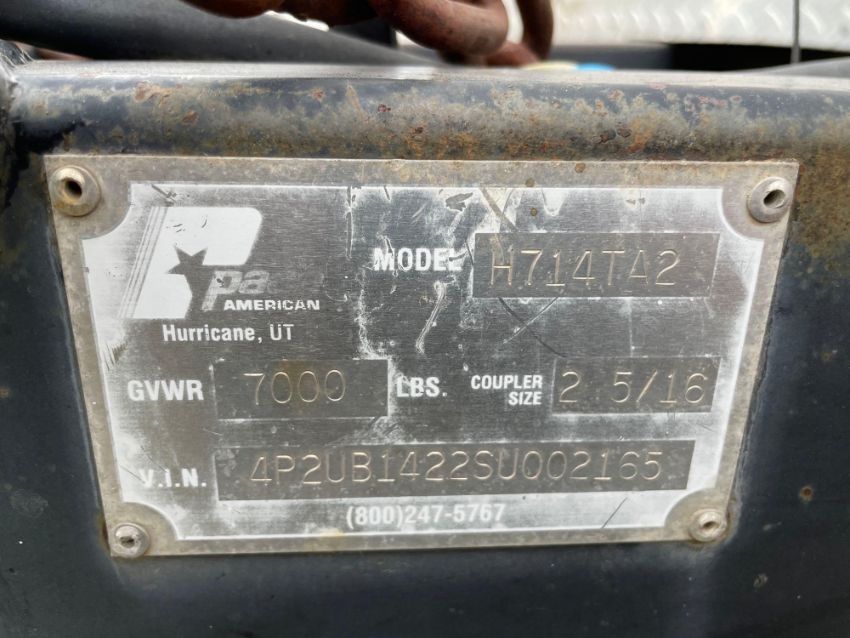 MODEL H714TA2
AMERICAN
Hurricane, UT
GVWR 7000 LBS. COUPLER SIZE 2 5/16
V.I.N. 4P2UB1422SU002165
(800)247-5767